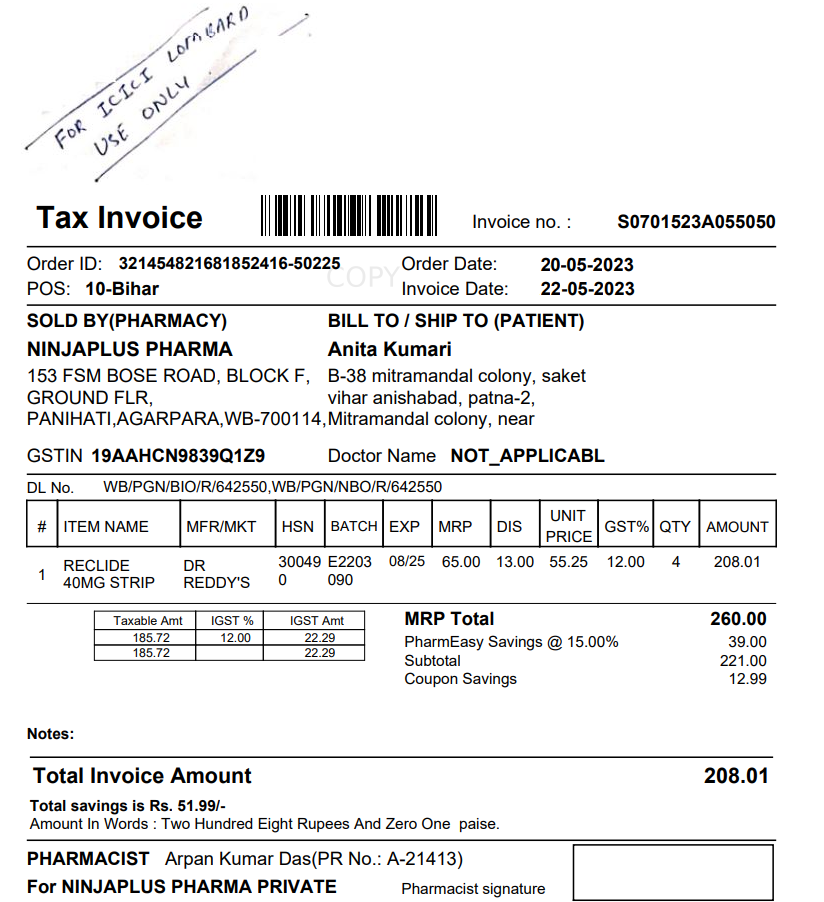 FOR ICICI LOMBARD
USE ONLY
Tax Invoice
Invoice no. : S0701523A055050
Order ID: 321454821681852416-50225
Order Date: 20-05-2023
COPY
POS: 10-Bihar
Invoice Date: 22-05-2023
SOLD BY(PHARMACY)
NINJAPLUS PHARMA
153 FSM BOSE ROAD, BLOCK F,
GROUND FLR,
PANIHATI,AGARPARA,WB-700114,
GSTIN 19AAHCN9839Q1Z9
BILL TO / SHIP TO (PATIENT)
Anita Kumari
B-38 mitramandal colony, saket
vihar anishabad, patna-2,
Mitramandal colony, near
Doctor Name NOT_APPLICABL
DL No. WB/PGN/BIO/R/642550,WB/PGN/NBO/R/642550
# ITEM NAME MFR/MKT HSN BATCH EXP MRP DIS UNIT PRICE GST% QTY AMOUNT
1 RECLIDE DR 30049 E2203 08/25 65.00 13.00 55.25 12.00 4 208.01
40MG STRIP REDDY'S 0 090
Taxable Amt IGST % IGST Amt
185.72 12.00 22.29
185.72 22.29
MRP Total 260.00
PharmEasy Savings @ 15.00% 39.00
Subtotal 221.00
Coupon Savings 12.99
Notes:
Total Invoice Amount 208.01
Total savings is Rs. 51.99/-
Amount In Words : Two Hundred Eight Rupees And Zero One paise.
PHARMACIST Arpan Kumar Das(PR No.: A-21413)
For NINJAPLUS PHARMA PRIVATE
Pharmacist signature